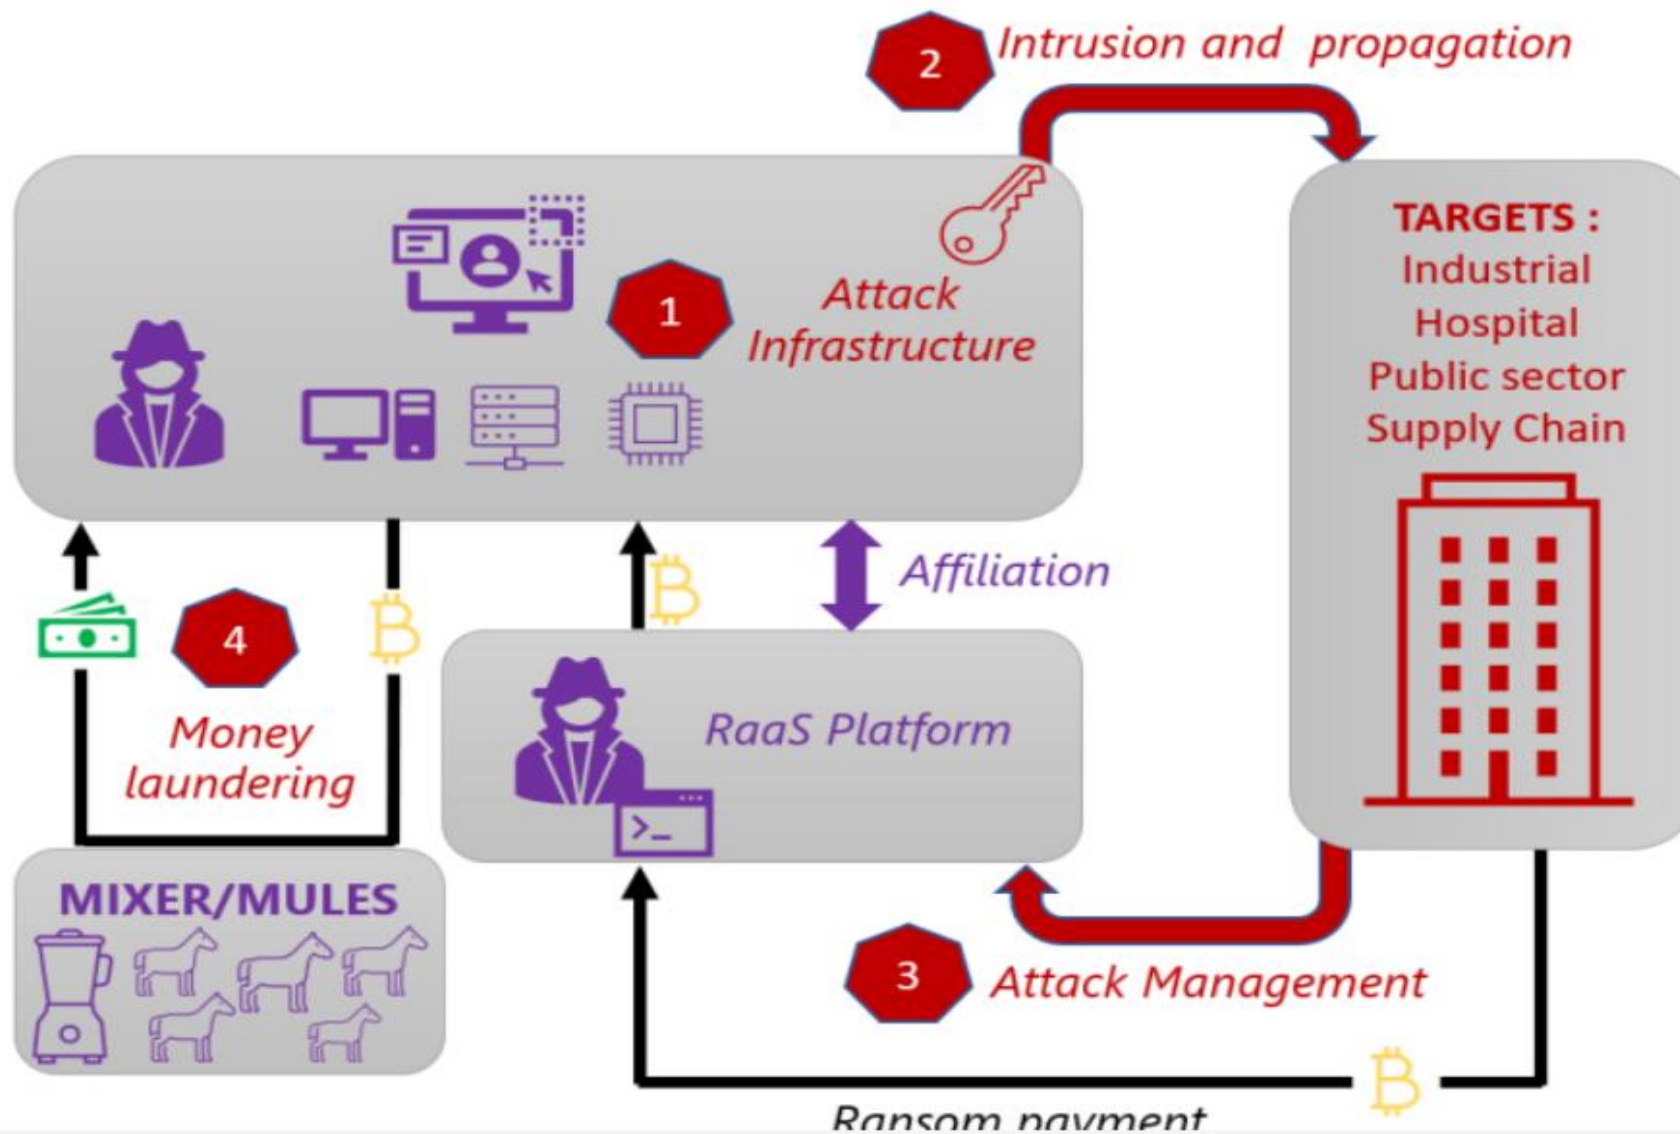 2
Intrusion and propagation
1
Attack
Infrastructure
TARGETS :
Industrial
Hospital
Public sector
Supply Chain
Affiliation
4
Money
laundering
RaaS Platform
>_
MIXER/MULES
3
Attack Management
Ransom payment